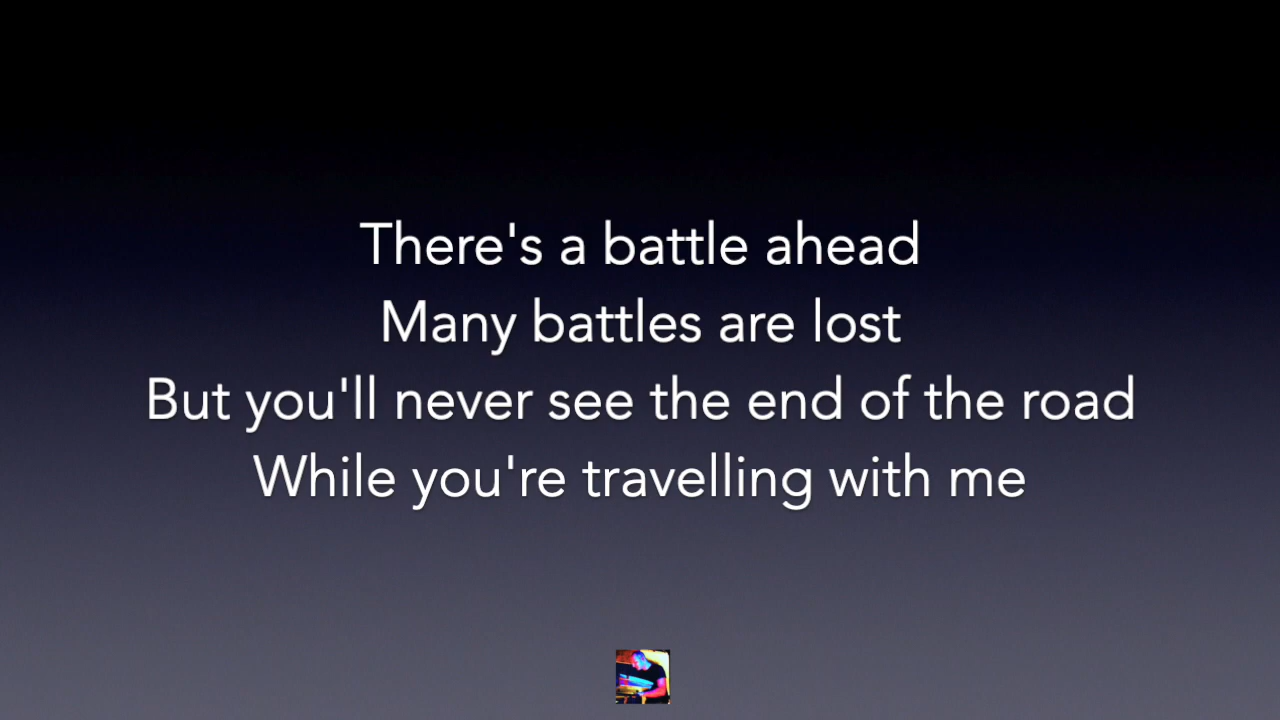 There's a battle ahead
Many battles are lost
But you'll never see the end of the road
While you're travelling with me